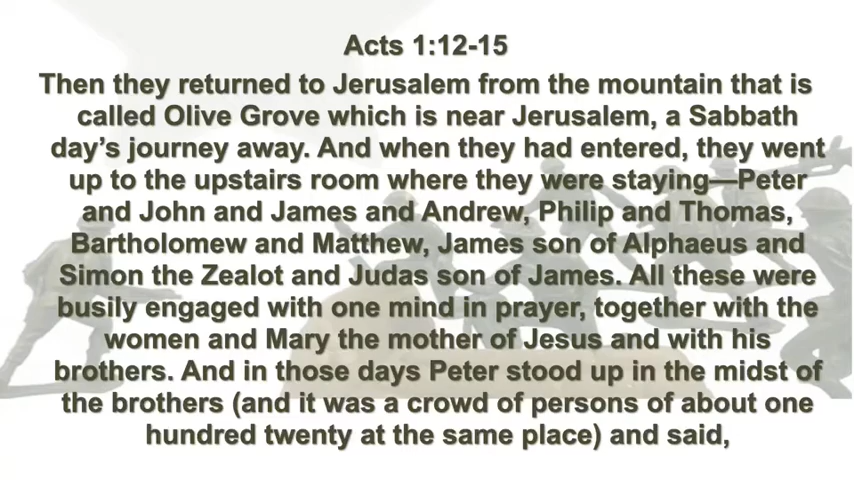 Acts 1:12-15
Then they returned to Jerusalem from the mountain that is
called Olive Grove which is near Jerusalem, a Sabbath
day’s journey away. And when they had entered, they went
up to the upstairs room where they were staying—Peter
and John and James and Andrew, Philip and Thomas,
Bartholomew and Matthew, James son of Alphaeus and
Simon the Zealot and Judas son of James. All these were
busily engaged with one mind in prayer, together with the
women and Mary the mother of Jesus and with his
brothers. And in those days Peter stood up in the midst of
the brothers (and it was a crowd of persons of about one
hundred twenty at the same place) and said,